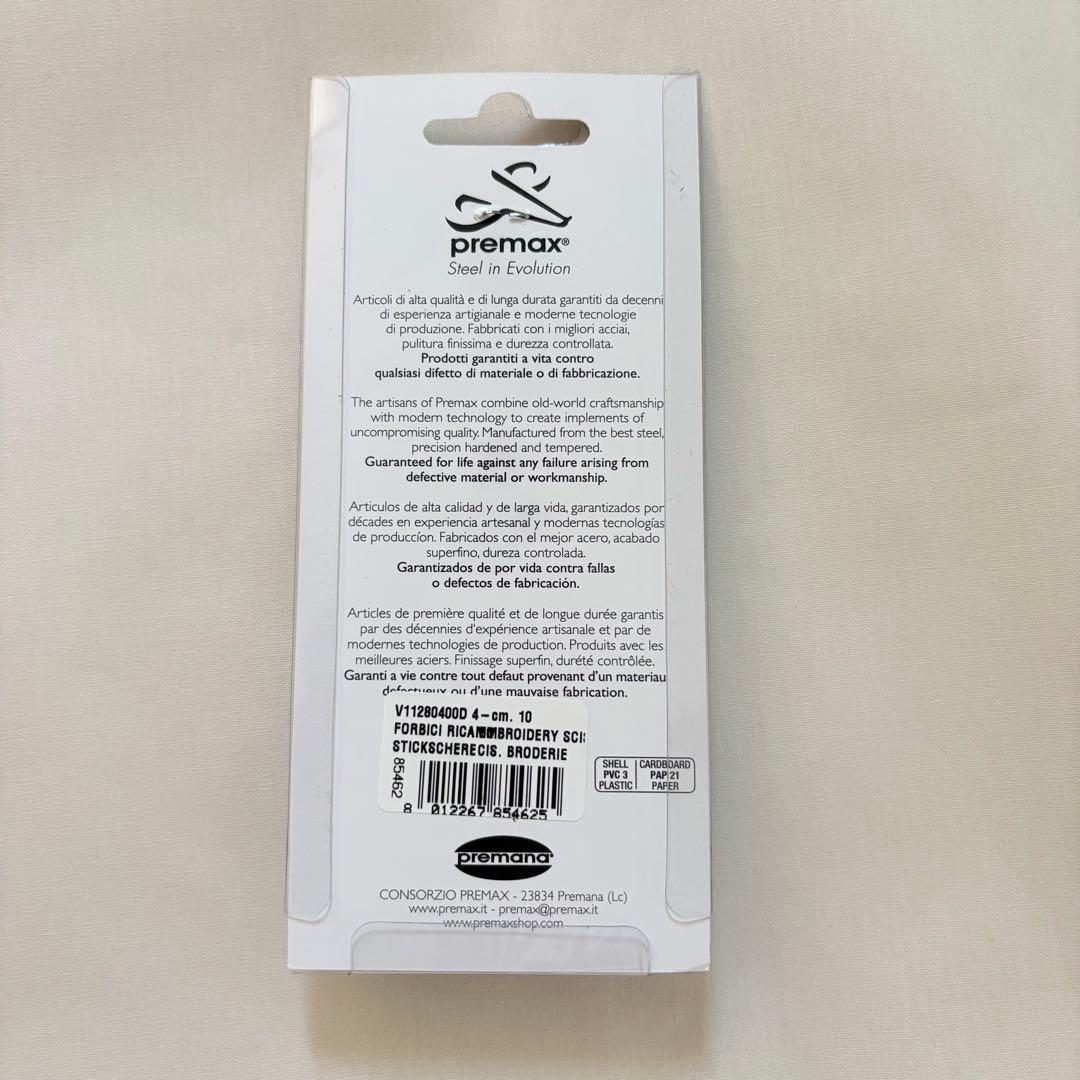 premax®
Steel in Evolution
Articoli di alta qualità e di lunga durata garantiti da decenni
di esperienza artigianale e moderne tecnologie
di produzione. Fabbricati con i migliori acciai,
pulitura finissima e durezza controllata.
Prodotti garantiti a vita contro
qualsiasi difetto di materiale o di fabbricazione.
The artisans of Premax combine old-world craftsmanship
with modern technology to create implements of
uncompromising quality. Manufactured from the best steel,
precision hardened and tempered.
Guaranteed for life against any failure arising from
defective material or workmanship.
Articulos de alta calidad y de larga vida, garantizados por
décades en experiencia artesanal y modernas tecnologías
de produccíon. Fabricados con el mejor acero, acabado
superfino, dureza controlada.
Garantizados de por vida contra fallas
o defectos de fabricación.
Articles de première qualité et de longue durée garantis
par des décennies d'expérience artisanale et par de
modernes technologies de production. Produits avec les
meilleures aciers. Finissage superfin, durété contrôlée.
Garanti a vie contre tout defaut provenant d'un materiau
defectueux ou d'une mauvaise fabrication.
V11280400D 4-cm. 10
FORBICI RICAMBROIDERY SCI
STICKSCHERECIS. BRODERIE
85462
8 012267 854625
SHELL CARDBOARD
PVC 3 PAP 21
PLASTIC PAPER
premana®
CONSORZIO PREMAX - 23834 Premana (Lc)
www.premax.it - premax@premax.it
www.premaxshop.com